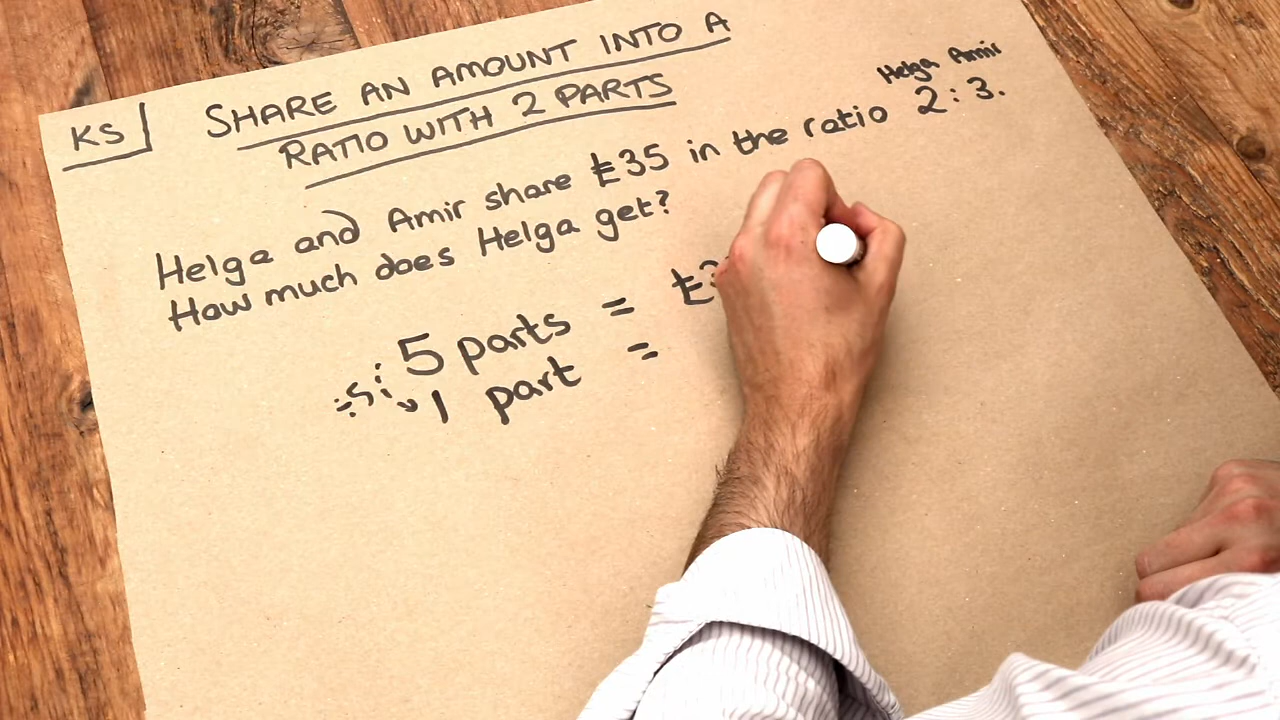 KS
SHARE AN AMOUNT INTO A
RATIO WITH 2 PARTS
Helga Amir
Helga and Amir share £35 in the ratio 2:3.
How much does Helga get?
5 parts = £3
÷5 1 part =